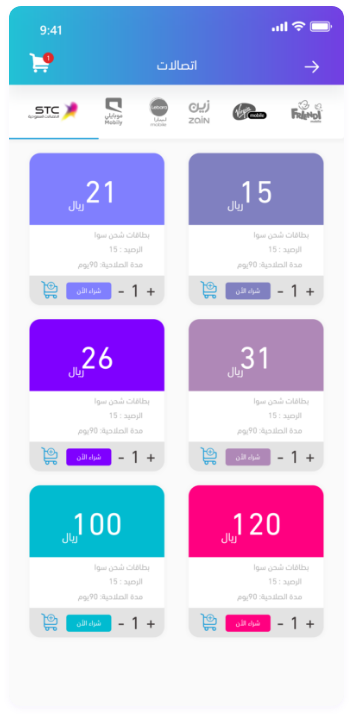 9:41
1
اتصالات
STC
الاتصالات السعودية
موبايلي
Mobily
Lebara
ليبارا
mobile
زين
ZAIN
Virgin
mobile
FRiENDi
15 ريال
بطاقات شحن سوا
الرصيد : 15
مدة الصلاحية: 90يوم
+ 1 -
شراء الآن
21 ريال
بطاقات شحن سوا
الرصيد : 15
مدة الصلاحية: 90يوم
+ 1 -
شراء الآن
31 ريال
بطاقات شحن سوا
الرصيد : 15
مدة الصلاحية: 90يوم
+ 1 -
شراء الآن
26 ريال
بطاقات شحن سوا
الرصيد : 15
مدة الصلاحية: 90يوم
+ 1 -
شراء الآن
120 ريال
بطاقات شحن سوا
الرصيد : 15
مدة الصلاحية: 90يوم
+ 1 -
شراء الآن
100 ريال
بطاقات شحن سوا
الرصيد : 15
مدة الصلاحية: 90يوم
+ 1 -
شراء الآن